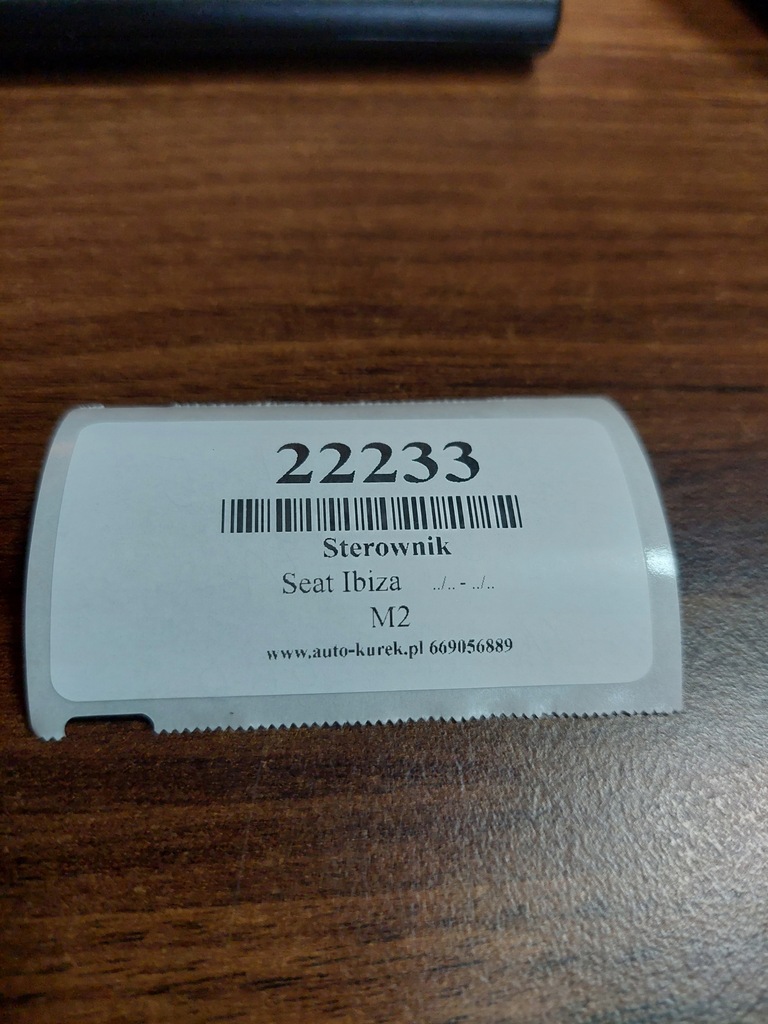 22233
Sterownik
Seat Ibiza ../.. - ../..
M2
www.auto-kurek.pl 669056889